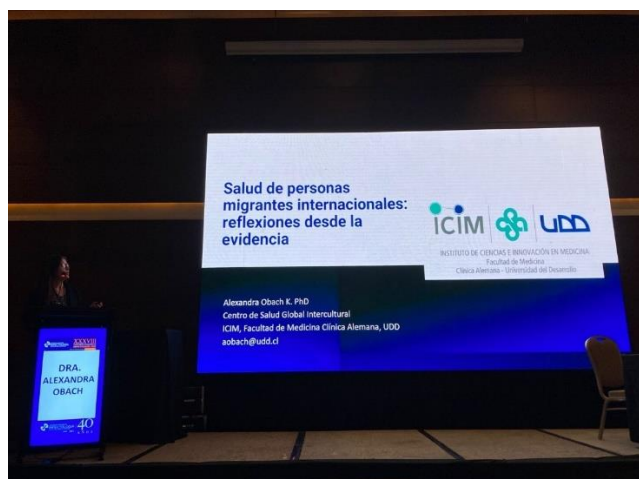 Salud de personas
migrantes internacionales:
reflexiones desde la
evidencia
ICIM
UDD
INSTITUTO DE CIENCIAS E INNOVACIÓN EN MEDICINA
Facultad de Medicina
Clínica Alemana - Universidad del Desarrollo
Alexandra Obach K. PhD
Centro de Salud Global Intercultural
ICIM, Facultad de Medicina Clínica Alemana, UDD
aobach@udd.cl
XXXVIII
DRA.
ALEXANDRA
OBACH
40